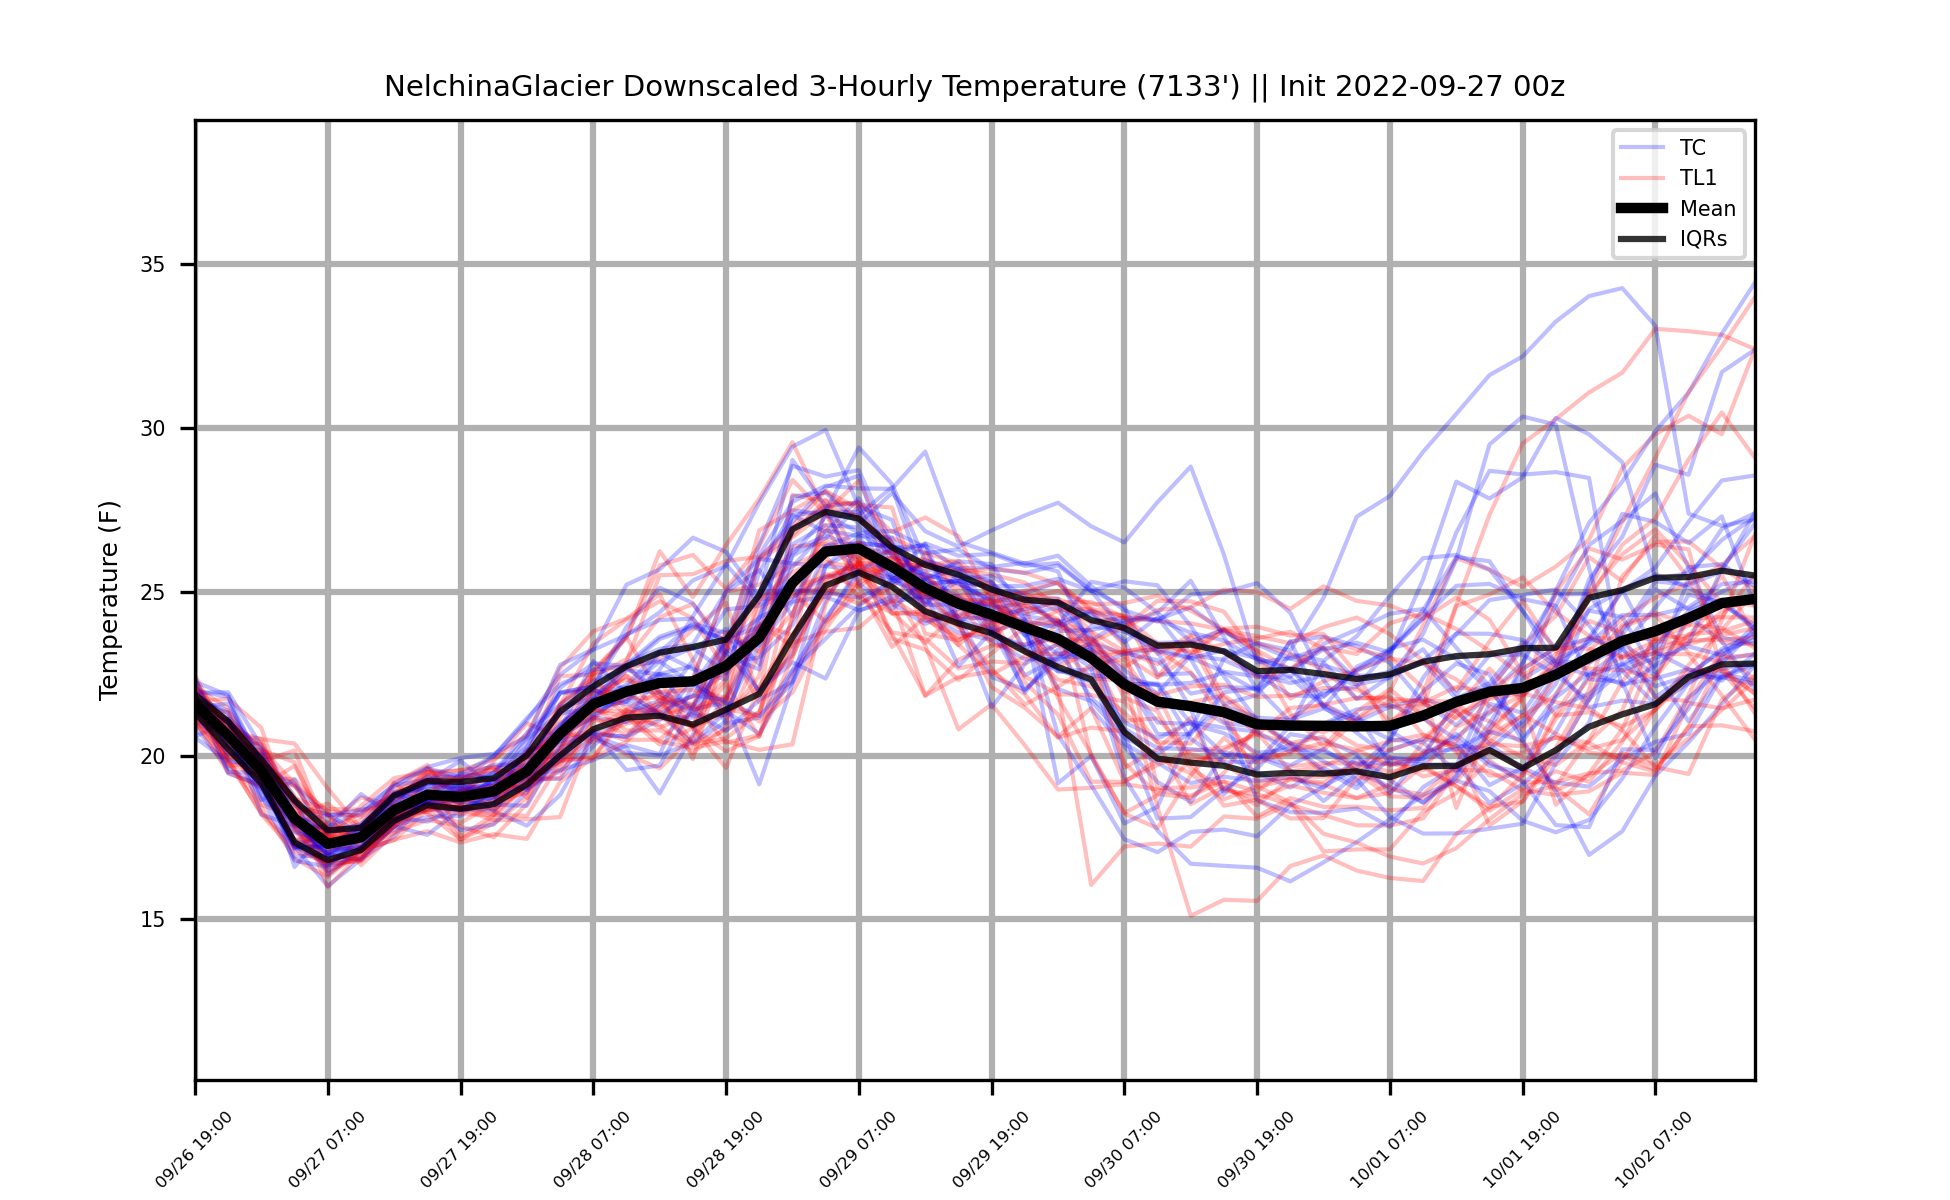 NelchinaGlacier Downscaled 3-Hourly Temperature (7133') || Init 2022-09-27 00z
TC
TL1
Mean
IQRs
Temperature (F)
35
30
25
20
15
09/26 19:00
09/27 07:00
09/27 19:00
09/28 07:00
09/28 19:00
09/29 07:00
09/29 19:00
09/30 07:00
09/30 19:00
10/01 07:00
10/01 19:00
10/02 07:00